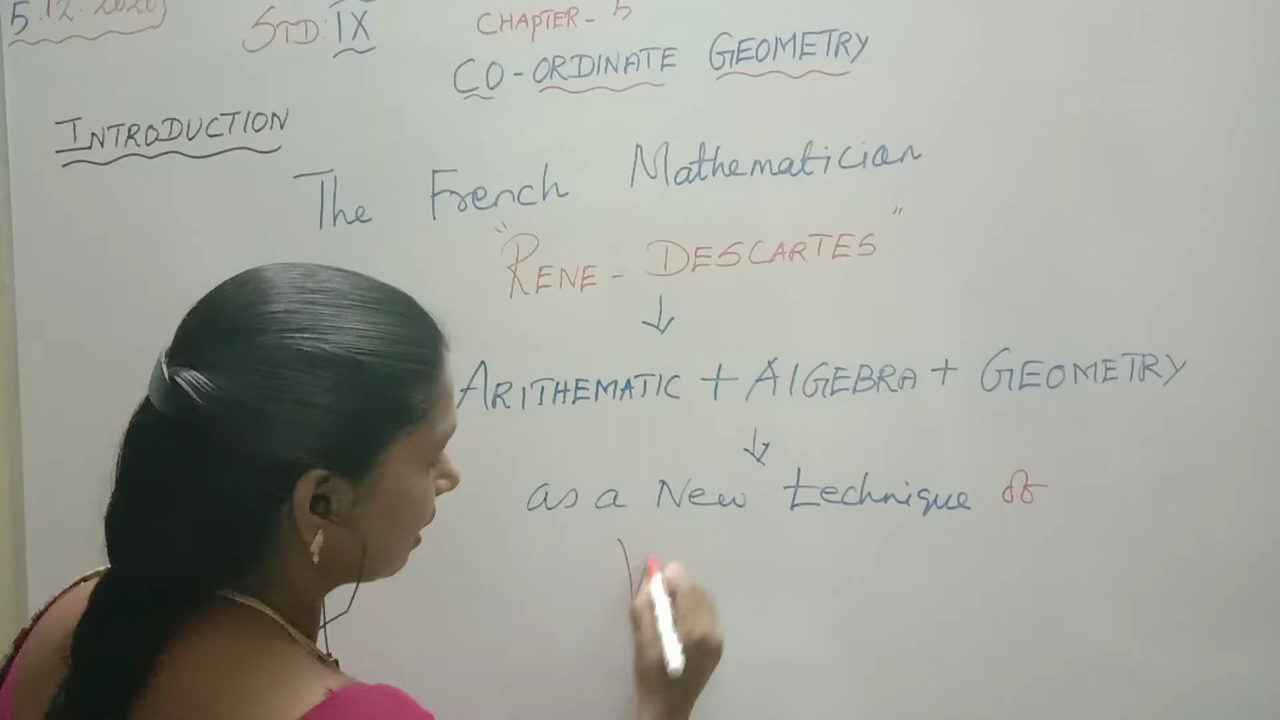 5.12.2020
STD: IX
CHAPTER - 5
CO-ORDINATE GEOMETRY
INTRODUCTION
The French Mathematician
"RENE - DESCARTES"
↓
ARITHEMATIC + AlGEBRA + GEOMETRY
↓
as a New technique of